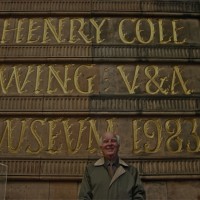 HENRY COLE
WING V&A
MVSEVM 1983